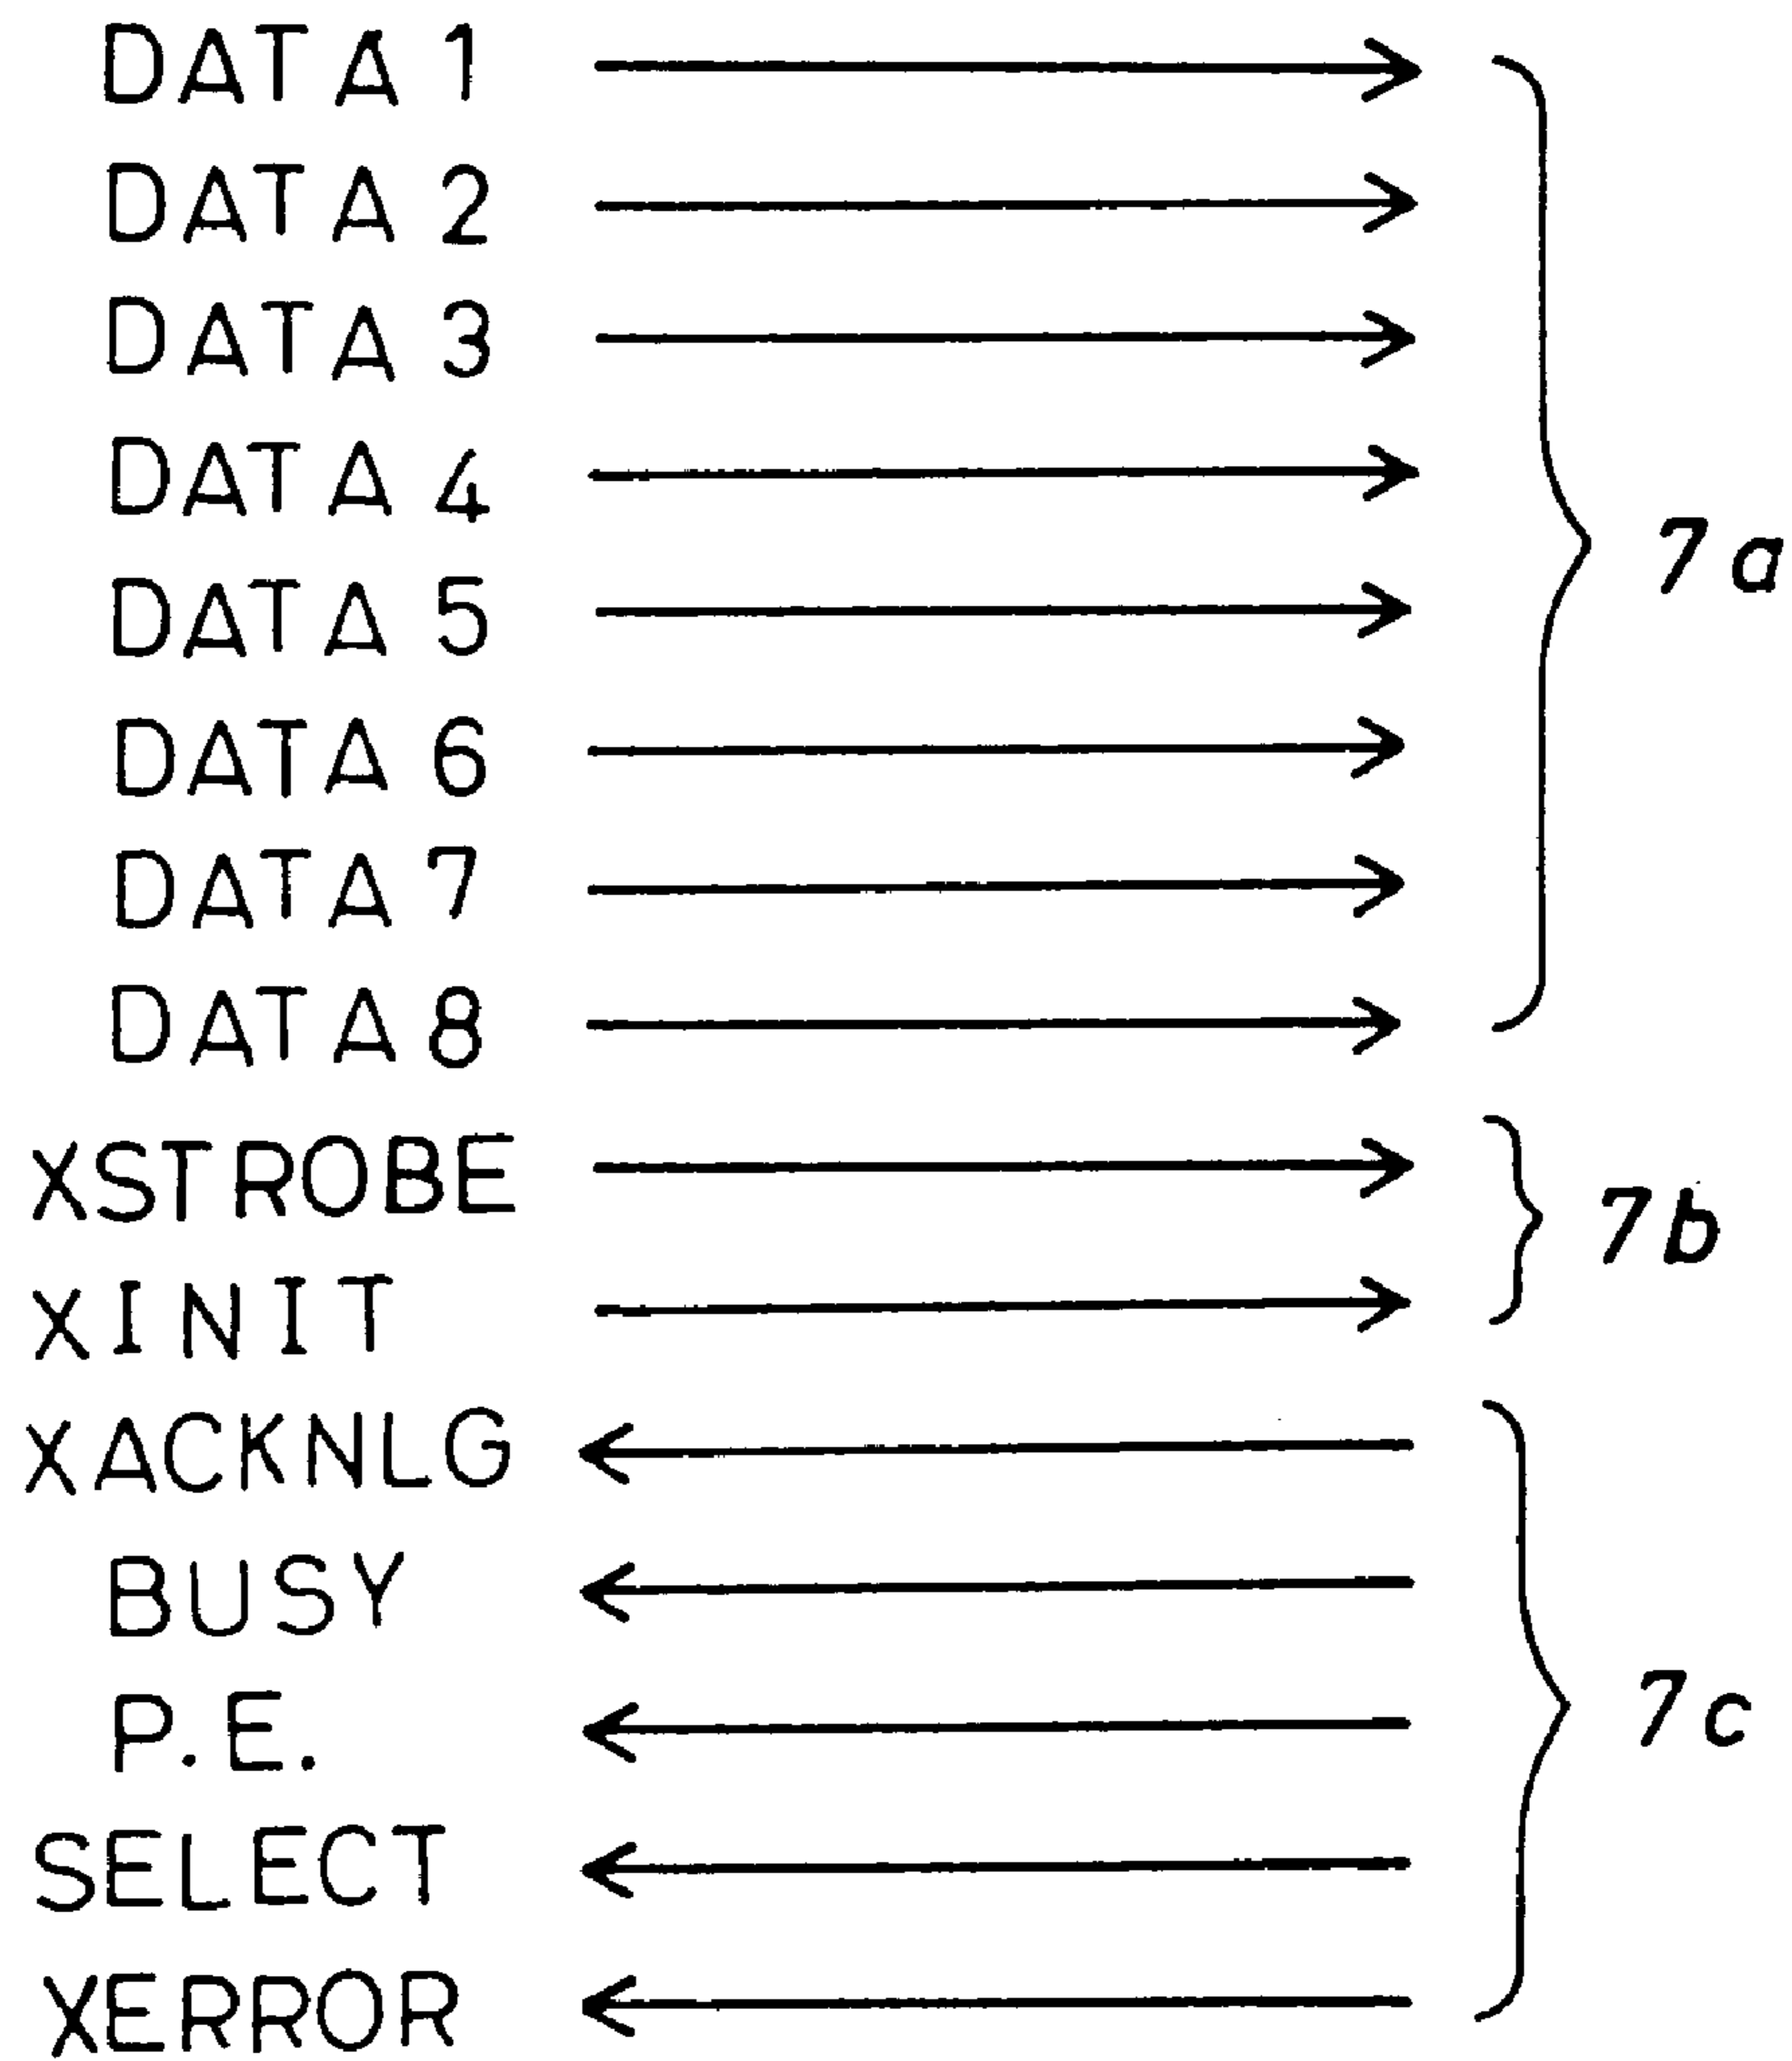 DATA 1
DATA 2
DATA 3
DATA 4
DATA 5
7a
DATA 6
DATA 7
DATA 8
XSTROBE
7b
XINIT
XACKNLG
BUSY
P.E.
7c
SELECT
XERROR